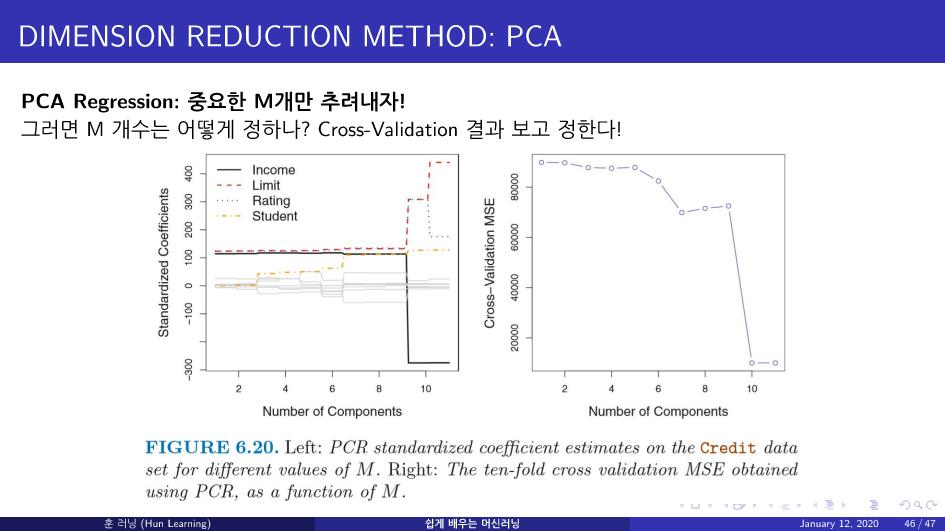 DIMENSION REDUCTION METHOD: PCA
PCA Regression: 중요한 M개만 추려내자!
그러면 M 개수는 어떻게 정하나? Cross-Validation 결과 보고 정한다!
Standardized Coefficients
-300 -100 0 100 200 300 400
Income
Limit
Rating
Student
2 4 6 8 10
Number of Components
Cross-Validation MSE
20000 40000 60000 80000
2 4 6 8 10
Number of Components
FIGURE 6.20. Left: PCR standardized coefficient estimates on the Credit data
set for different values of M. Right: The ten-fold cross validation MSE obtained
using PCR, as a function of M.
훈 러닝 (Hun Learning) 쉽게 배우는 머신러닝 January 12, 2020 46 / 47